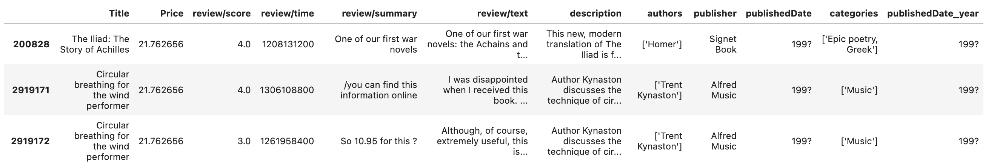 Title Price review/score review/time review/summary review/text description authors publisher publishedDate categories publishedDate_year
200828
The Iliad: The
Story of Achilles
21.762656
4.0
1208131200
One of our first war
novels
One of our first war
novels: the Achains and
t...
This new, modern
translation of The
Iliad is f...
['Homer']
Signet
Book
199?
['Epic poetry,
Greek']
199?
2919171
Circular
breathing for
the wind
performer
21.762656
4.0
1306108800
/you can find this
information online
I was disappointed
when I received this
book. ...
Author Kynaston
discusses the
technique of cir...
['Trent
Kynaston']
Alfred
Music
199?
['Music']
199?
2919172
Circular
breathing for
the wind
performer
21.762656
3.0
1261958400
So 10.95 for this ?
Although, of course,
extremely useful, this
is...
Author Kynaston
discusses the
technique of cir...
['Trent
Kynaston']
Alfred
Music
199?
['Music']
199?